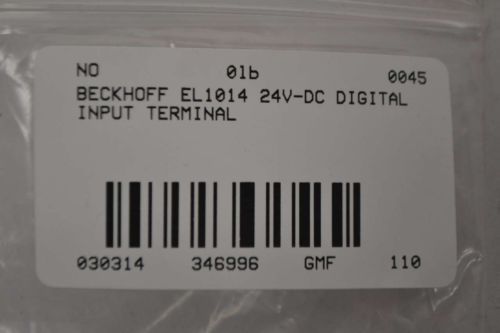 NO 01b 0045
BECKHOFF EL1014 24V-DC DIGITAL
INPUT TERMINAL
030314 346996 GMF 110